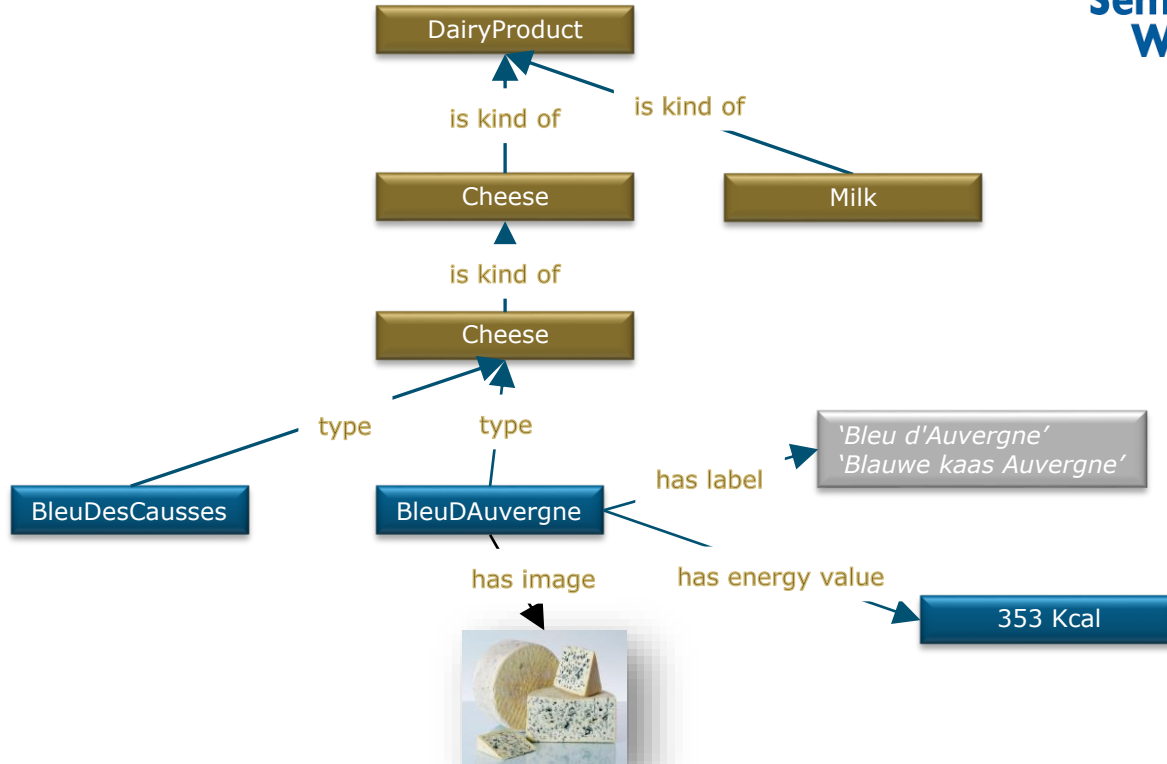 DairyProduct
is kind of
is kind of
Cheese
Milk
is kind of
Cheese
type
type
‘Bleu d'Auvergne’
‘Blauwe kaas Auvergne’
has label
BleuDesCausses
BleuDAuvergne
has image
has energy value
353 Kcal